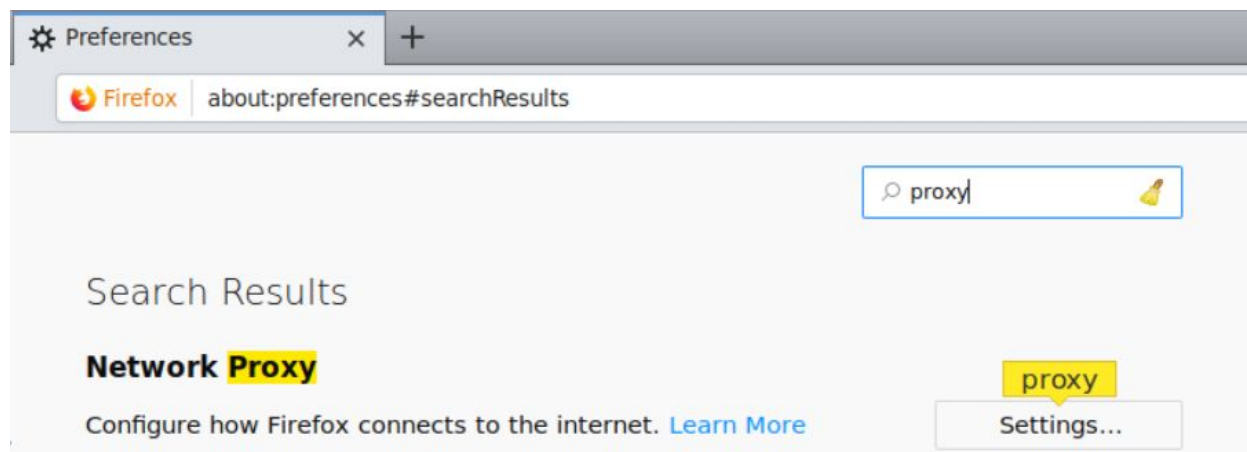 Preferences
Firefox about:preferences#searchResults
proxy
Search Results
Network Proxy
proxy
Configure how Firefox connects to the internet. Learn More
Settings...